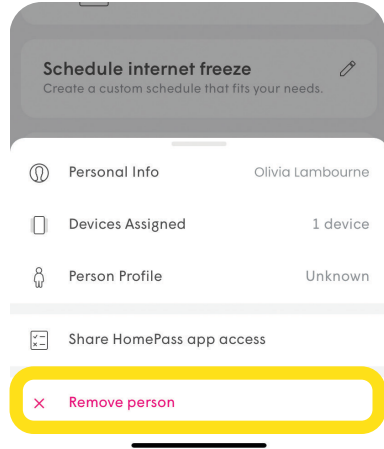 Schedule internet freeze
Create a custom schedule that fits your needs.
Personal Info Olivia Lambourne
Devices Assigned 1 device
Person Profile Unknown
Share HomePass app access
Remove person